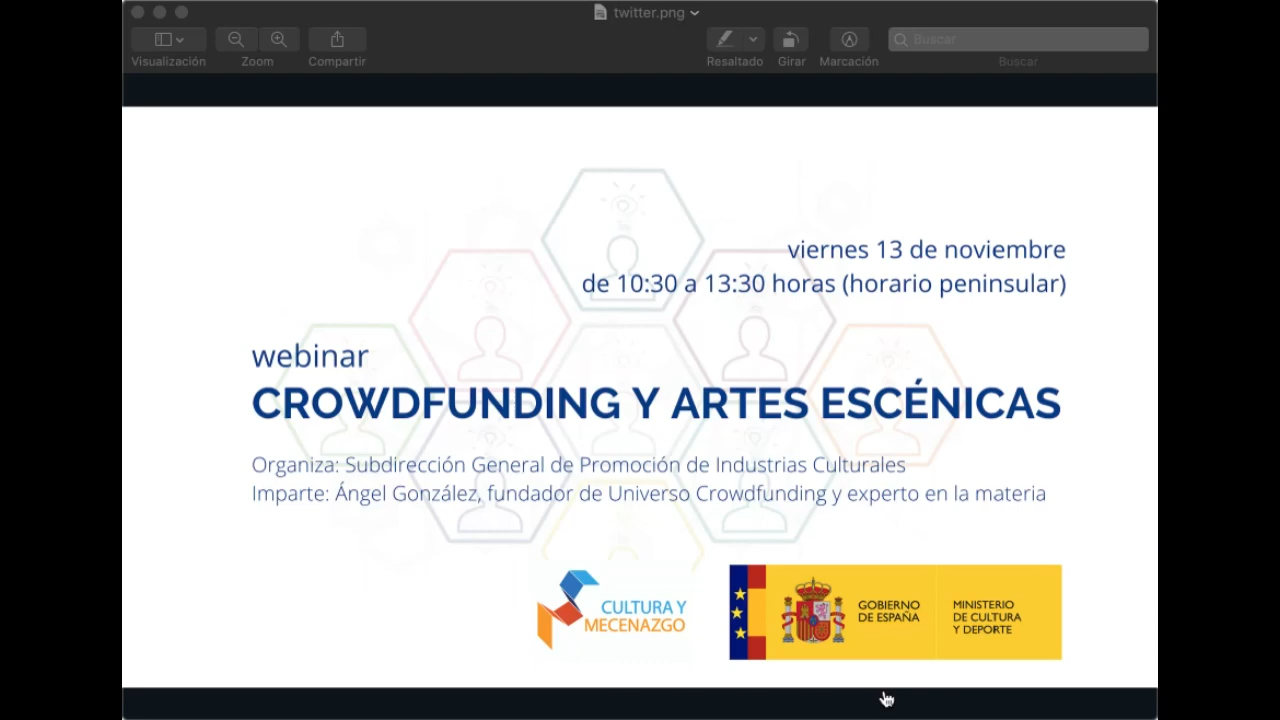 twitter.png
Visualización
Zoom
Compartir
Resaltado
Girar
Marcación
Buscar
Buscar
viernes 13 de noviembre
de 10:30 a 13:30 horas (horario peninsular)
webinar
CROWDFUNDING Y ARTES ESCÉNICAS
Organiza: Subdirección General de Promoción de Industrias Culturales
Imparte: Ángel González, fundador de Universo Crowdfunding y experto en la materia
CULTURA Y
MECENAZGO
GOBIERNO
DE ESPAÑA
MINISTERIO
DE CULTURA
Y DEPORTE